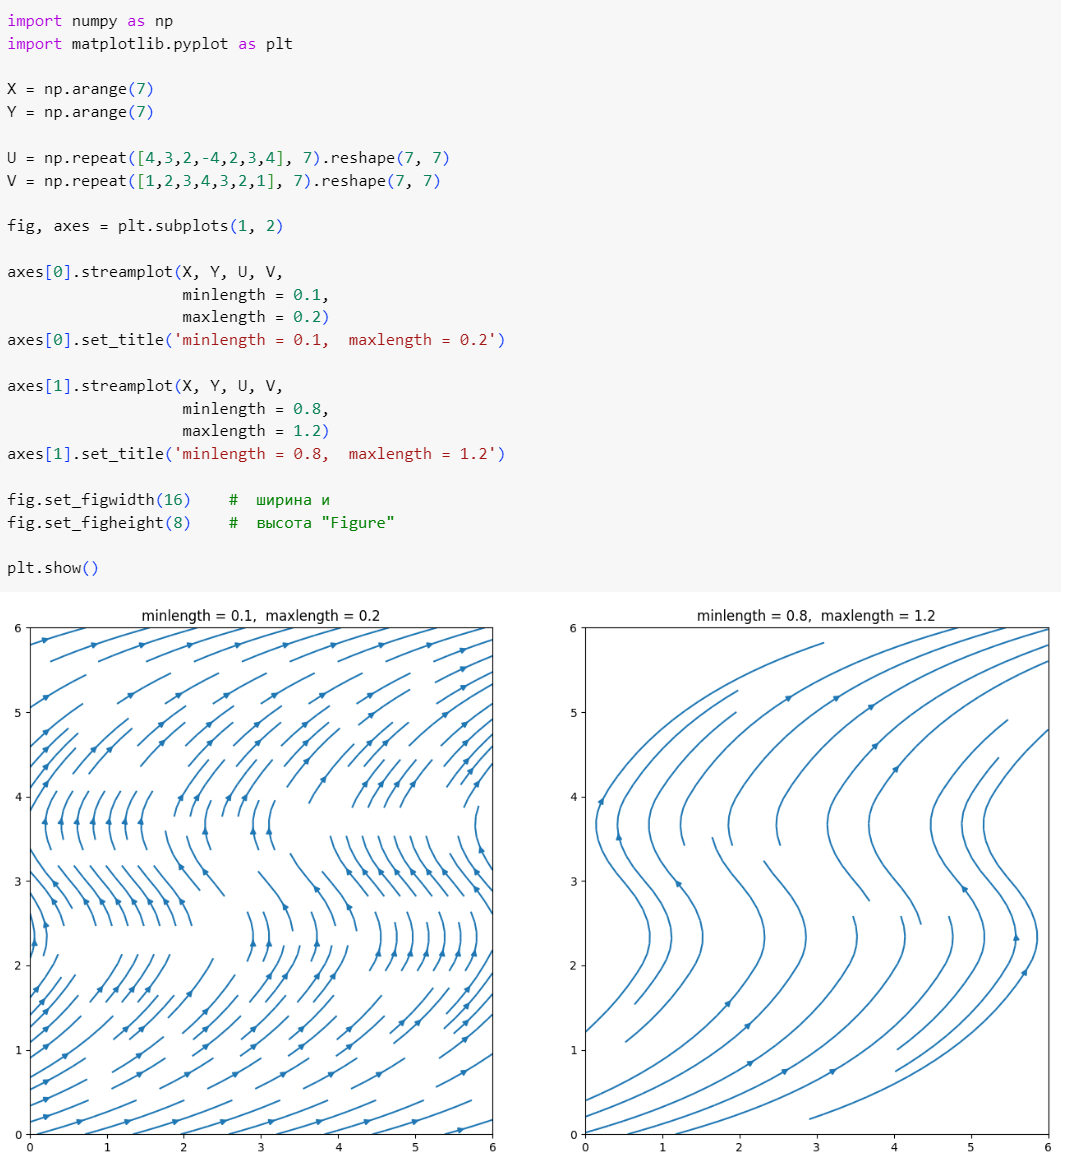 import numpy as np
import matplotlib.pyplot as plt
X = np.arange(7)
Y = np.arange(7)
U = np.repeat([4,3,2,-4,2,3,4], 7).reshape(7, 7)
V = np.repeat([1,2,3,4,3,2,1], 7).reshape(7, 7)
fig, axes = plt.subplots(1, 2)
axes[0].streamplot(X, Y, U, V,
minlength = 0.1,
maxlength = 0.2)
axes[0].set_title('minlength = 0.1,  maxlength = 0.2')
axes[1].streamplot(X, Y, U, V,
minlength = 0.8,
maxlength = 1.2)
axes[1].set_title('minlength = 0.8,  maxlength = 1.2')
fig.set_figwidth(16)    #  ширина и
fig.set_figheight(8)    #  высота "Figure"
plt.show()
minlength = 0.1,  maxlength = 0.2
6
5
4
3
2
1
0
0 1 2 3 4 5 6
minlength = 0.8,  maxlength = 1.2
6
5
4
3
2
1
0
0 1 2 3 4 5 6